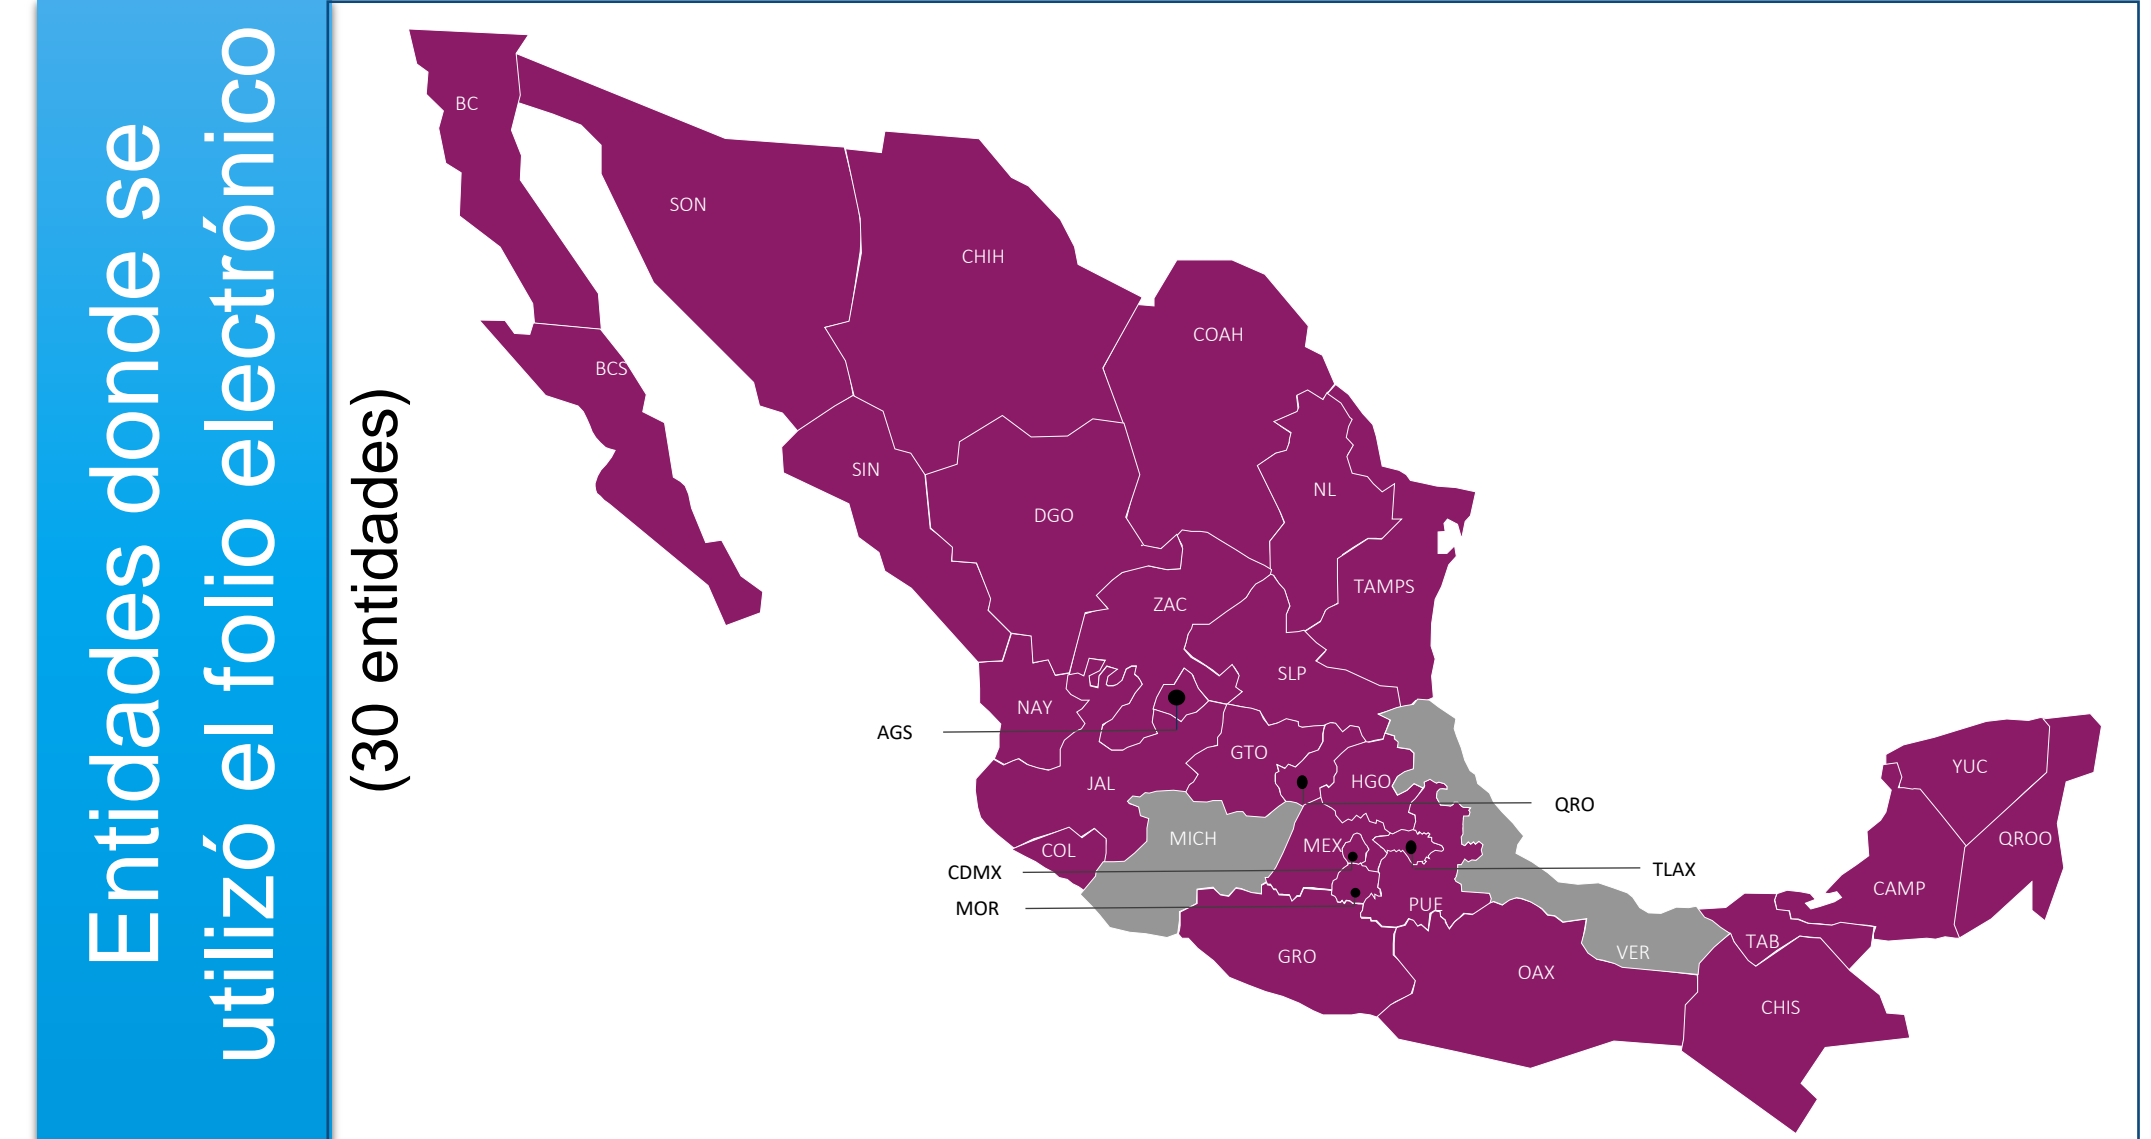 Entidades donde se
utilizó el folio electrónico
(30 entidades)
BC
SON
CHIH
COAH
BCS
SIN
NL
DGO
TAMPS
ZAC
SLP
NAY
AGS
GTO
YUC
HGO
JAL
QRO
MICH
QROO
MEX
COL
TLAX
CDMX
CAMP
PUE
MOR
TAB
VER
GRO
OAX
CHIS